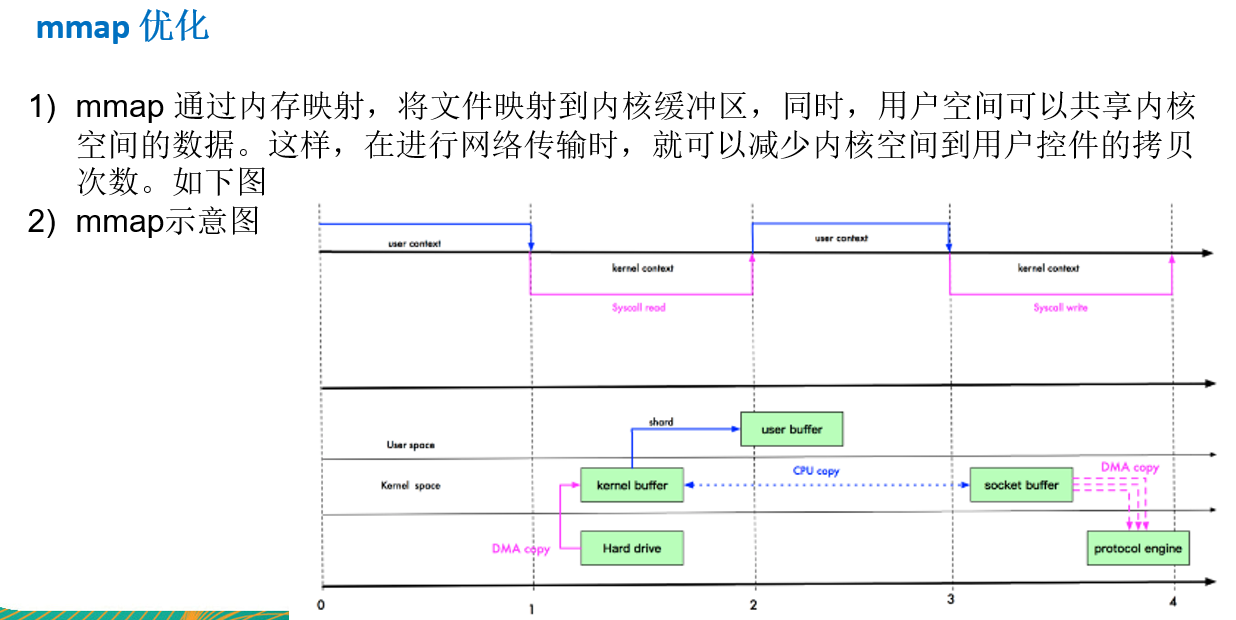 mmap 优化
1) mmap 通过内存映射，将文件映射到内核缓冲区，同时，用户空间可以共享内核
空间的数据。这样，在进行网络传输时，就可以减少内核空间到用户控件的拷贝
次数。如下图
2) mmap示意图
user context
user context
kernel context
kernel context
Syscall read
Syscall write
shard
user buffer
User space
CPU copy
DMA copy
Kernel space
kernel buffer
socket buffer
DMA copy
Hard drive
protocol engine
0
1
2
3
4